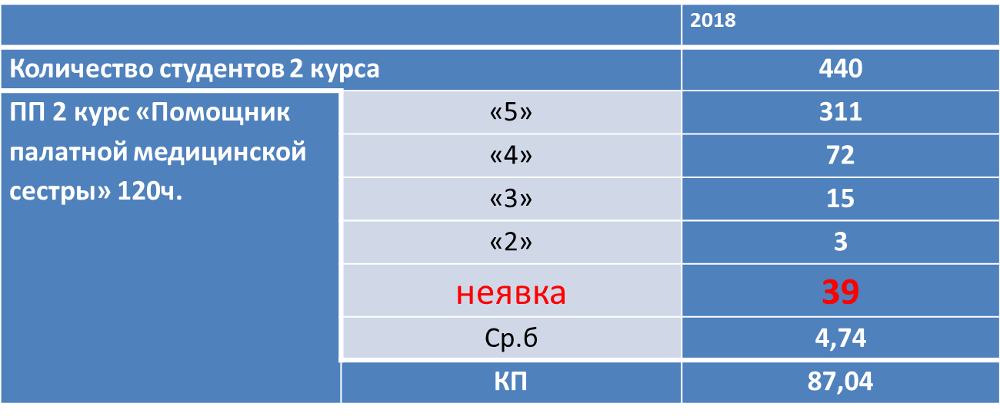 2018
Количество студентов 2 курса 440
ПП 2 курс «Помощник
палатной медицинской
сестры» 120ч.
«5» 311
«4» 72
«3» 15
«2» 3
неявка 39
Ср.б 4,74
КП 87,04